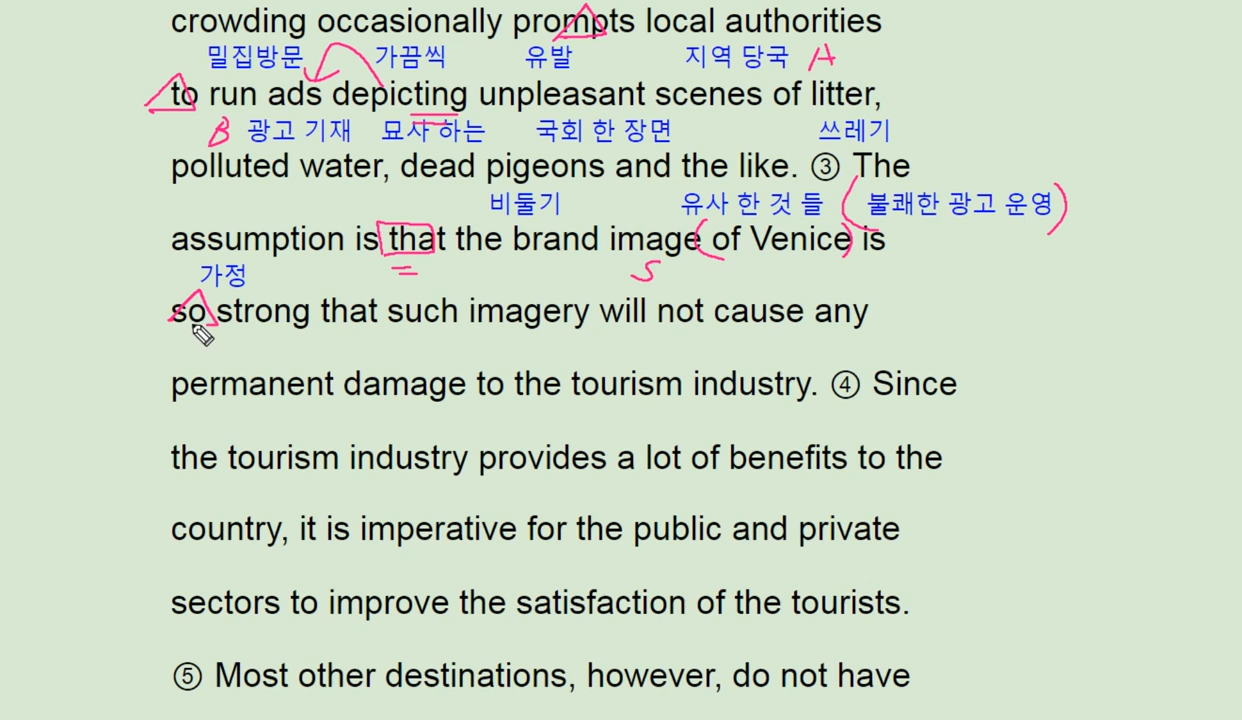 crowding occasionally prompts local authorities
밀집방문 가끔씩 유발 지역 당국 A
to run ads depicting unpleasant scenes of litter,
B 광고 기재 묘사 하는 국회 한 장면 쓰레기
polluted water, dead pigeons and the like. ③ The
비둘기 유사 한 것 들 (불쾌한 광고 운영)
assumption is that the brand image (of Venice) is
가정 S
so strong that such imagery will not cause any
permanent damage to the tourism industry. ④ Since
the tourism industry provides a lot of benefits to the
country, it is imperative for the public and private
sectors to improve the satisfaction of the tourists.
⑤ Most other destinations, however, do not have